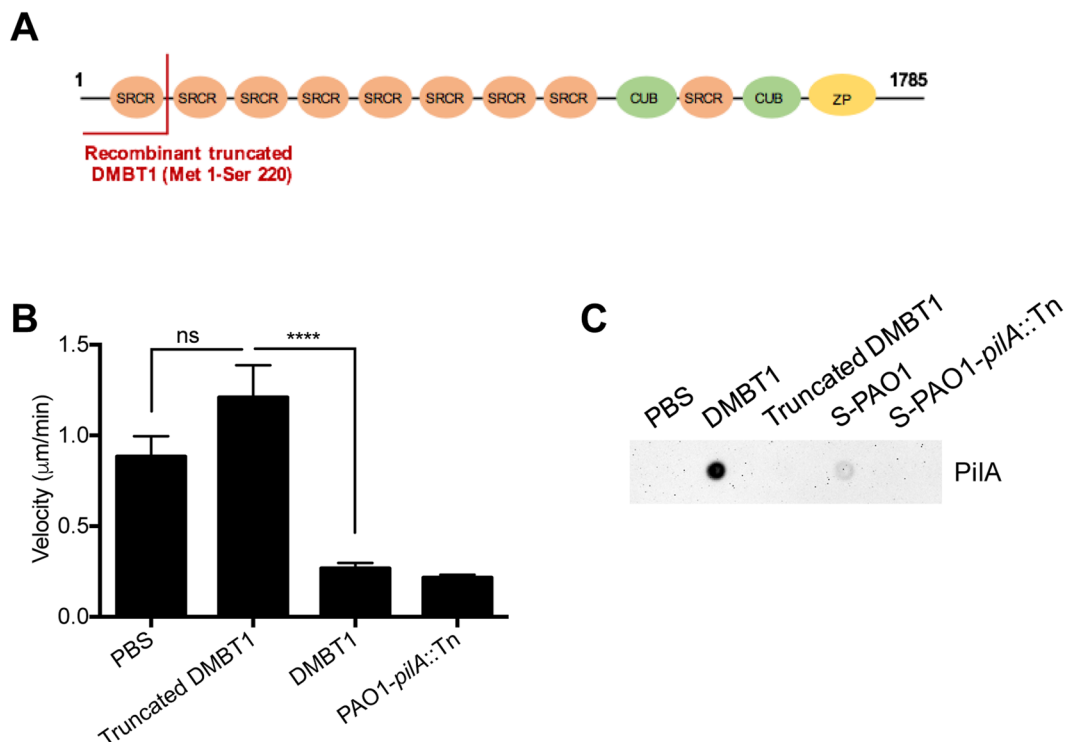 A
1
1785
SRCR SRCR SRCR SRCR SRCR SRCR SRCR SRCR CUB SRCR CUB ZP
Recombinant truncated
DMBT1 (Met 1-Ser 220)
B
ns
****
1.5
1.0
0.5
0.0
Velocity (μm/min)
PBS
Truncated DMBT1
DMBT1
PAO1-pilA::Tn
C
PBS
DMBT1
Truncated DMBT1
S-PAO1
S-PAO1-pilA::Tn
PilA